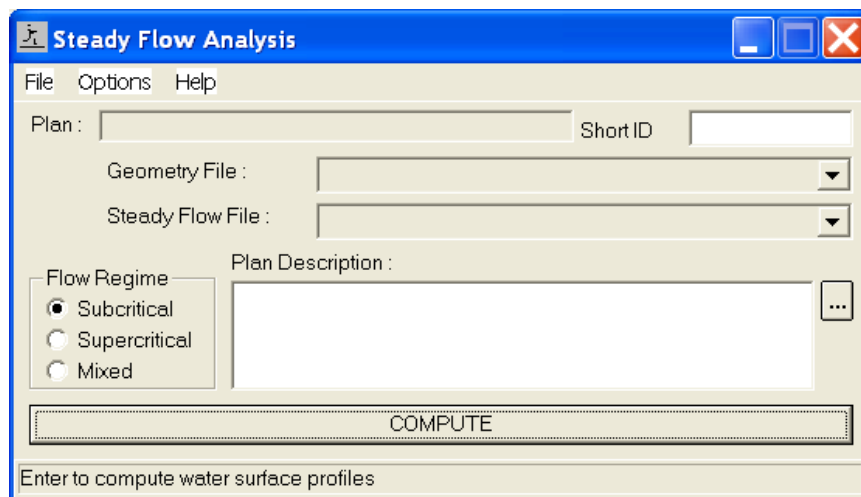 Steady Flow Analysis
File Options Help
Plan : Short ID
Geometry File :
Steady Flow File :
Flow Regime
Subcritical
Supercritical
Mixed
Plan Description :
...
COMPUTE
Enter to compute water surface profiles